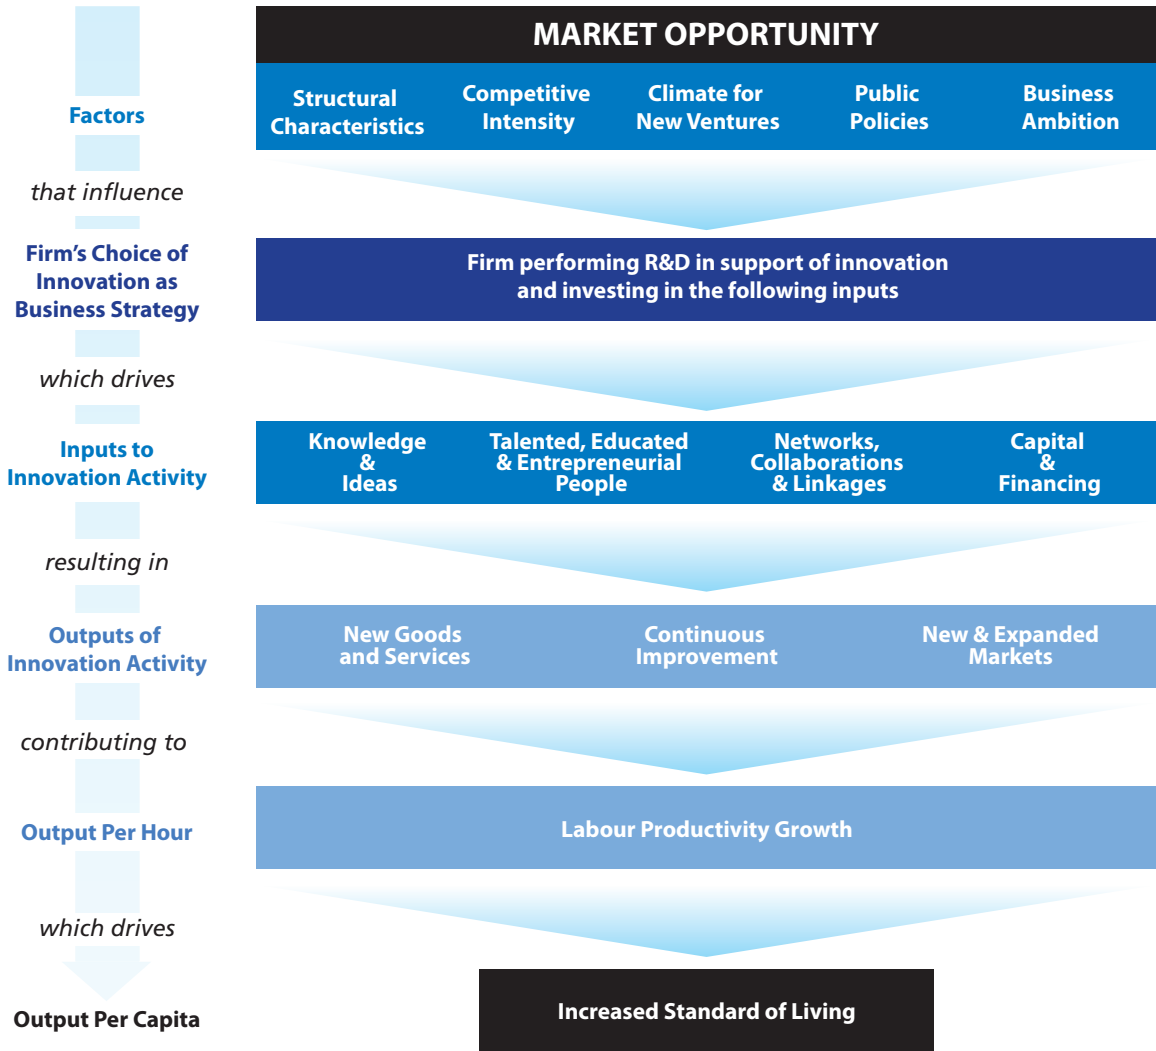 MARKET OPPORTUNITY
Factors
Structural
Characteristics
Competitive
Intensity
Climate for
New Ventures
Public
Policies
Business
Ambition
that influence
Firm's Choice of
Innovation as
Business Strategy
Firm performing R&D in support of innovation
and investing in the following inputs
which drives
Inputs to
Innovation Activity
Knowledge
&
Ideas
Talented, Educated
& Entrepreneurial
People
Networks,
Collaborations
& Linkages
Capital
&
Financing
resulting in
Outputs of
Innovation Activity
New Goods
and Services
Continuous
Improvement
New & Expanded
Markets
contributing to
Output Per Hour
Labour Productivity Growth
which drives
Output Per Capita
Increased Standard of Living